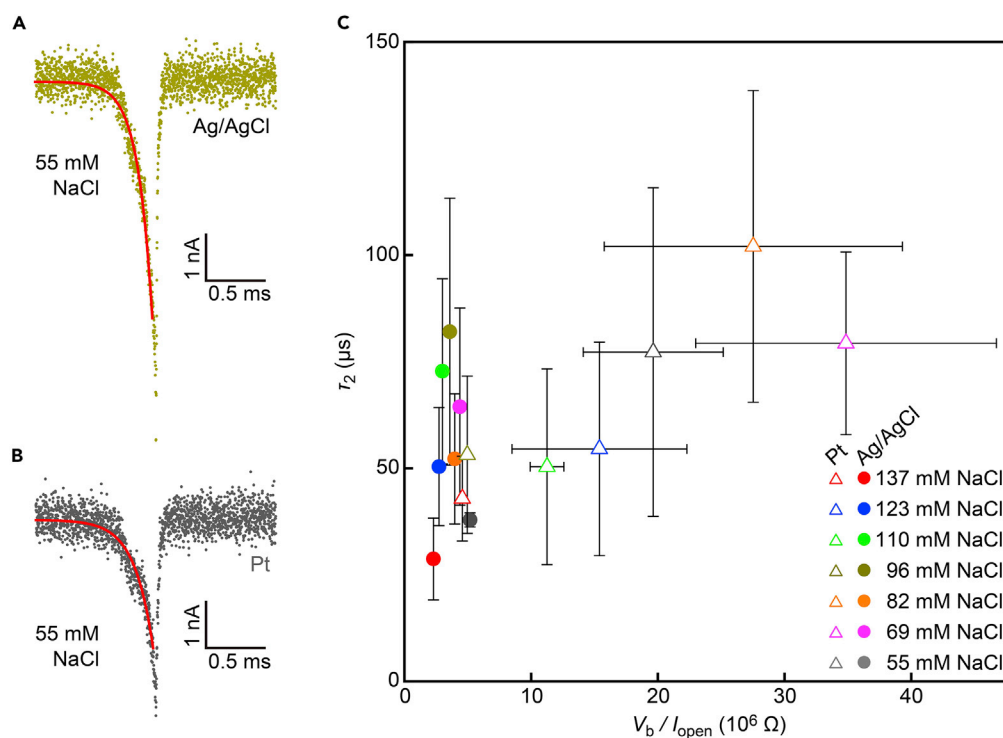 A
55 mM
NaCl
Ag/AgCl
1 nA
0.5 ms
B
55 mM
NaCl
Pt
1 nA
0.5 ms
C
150
100
50
0
τ2 (µs)
0 10 20 30 40
Vb / Iopen (10⁶ Ω)
Pt Ag/AgCl
137 mM NaCl
123 mM NaCl
110 mM NaCl
96 mM NaCl
82 mM NaCl
69 mM NaCl
55 mM NaCl